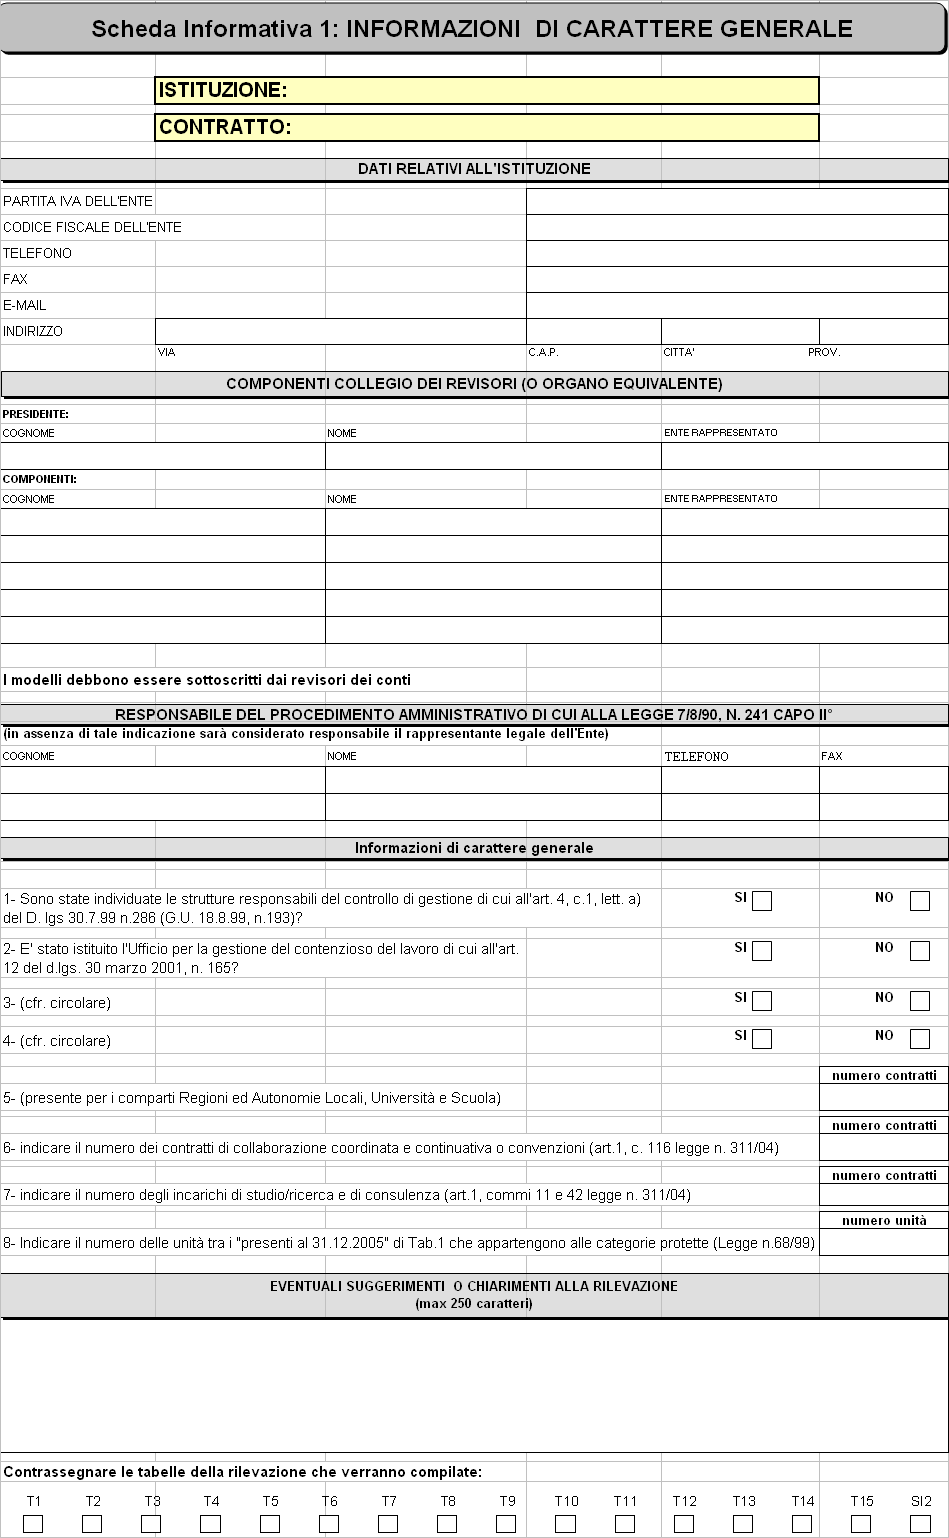 Scheda Informativa 1: INFORMAZIONI DI CARATTERE GENERALE
ISTITUZIONE:
CONTRATTO:
DATI RELATIVI ALL'ISTITUZIONE
PARTITA IVA DELL'ENTE
CODICE FISCALE DELL'ENTE
TELEFONO
FAX
E-MAIL
INDIRIZZO
VIA C.A.P. CITTA' PROV.
COMPONENTI COLLEGIO DEI REVISORI (O ORGANO EQUIVALENTE)
PRESIDENTE:
COGNOME NOME ENTE RAPPRESENTATO
COMPONENTI:
COGNOME NOME ENTE RAPPRESENTATO
I modelli debbono essere sottoscritti dai revisori dei conti
RESPONSABILE DEL PROCEDIMENTO AMMINISTRATIVO DI CUI ALLA LEGGE 7/8/90, N. 241 CAPO II°
(in assenza di tale indicazione sarà considerato responsabile il rappresentante legale dell'Ente)
COGNOME NOME TELEFONO FAX
Informazioni di carattere generale
1- Sono state individuate le strutture responsabili del controllo di gestione di cui all'art. 4, c.1, lett. a) SI NO
del D. lgs 30.7.99 n.286 (G.U. 18.8.99, n.193)?
2- E' stato istituito l'Ufficio per la gestione del contenzioso del lavoro di cui all'art. SI NO
12 del d.lgs. 30 marzo 2001, n. 165?
3- (cfr. circolare) SI NO
4- (cfr. circolare) SI NO
numero contratti
5- (presente per i comparti Regioni ed Autonomie Locali, Università e Scuola)
numero contratti
6- indicare il numero dei contratti di collaborazione coordinata e continuativa o convenzioni (art.1, c. 116 legge n. 311/04)
numero contratti
7- indicare il numero degli incarichi di studio/ricerca e di consulenza (art.1, commi 11 e 42 legge n. 311/04)
numero unità
8- Indicare il numero delle unità tra i "presenti al 31.12.2005" di Tab.1 che appartengono alle categorie protette (Legge n.68/99)
EVENTUALI SUGGERIMENTI O CHIARIMENTI ALLA RILEVAZIONE
(max 250 caratteri)
Contrassegnare le tabelle della rilevazione che verranno compilate:
T1 T2 T3 T4 T5 T6 T7 T8 T9 T10 T11 T12 T13 T14 T15 SI2